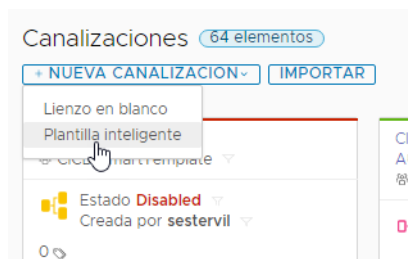 Canalizaciones 64 elementos
+ NUEVA CANALIZACIÓN IMPORTAR
Lienzo en blanco
Plantilla inteligente
Estado Disabled
Creada por sestervil
0